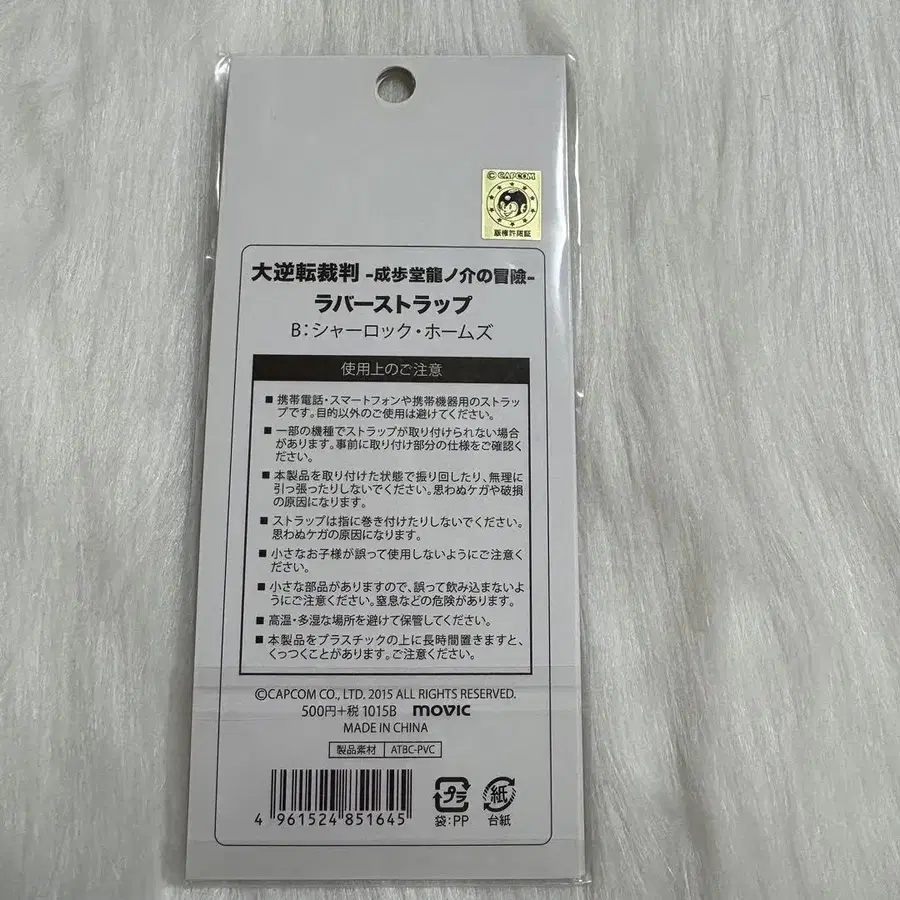 ©CAPCOM
版権許諾証
大逆転裁判 -成歩堂龍ノ介の冒險-
ラバーストラップ
B:シャーロック・ホームズ
使用上のご注意
■ 携帯電話・スマートフォンや携帯機器用のストラッ
プです。目的以外のご使用は避けてください。
■ 一部の機種でストラップが取り付けられない場合
があります。事前に取り付け部分の仕様をご確認く
ださい。
■ 本製品を取り付けた状態で振り回したり、無理に
引っ張ったりしないでください。思わぬケガや破損
の原因になります。
■ ストラップは指に巻き付けたりしないでください。
思わぬケガの原因になります。
■ 小さなお子様が誤って使用しないようにご注意く
ださい。
■ 小さな部品がありますので、誤って飲み込まないよ
うにご注意ください。窒息などの危険があります。
■ 高温・多湿な場所を避けて保管してください。
■ 本製品をプラスチックの上に長時間置きますと、
くっつくことがあります。ご注意ください。
©CAPCOM CO., LTD. 2015 ALL RIGHTS RESERVED.
500円+税 1015B movic
MADE IN CHINA
製品素材 ATBC-PVC
4 961524 851645
プラ 紙
袋:PP 台紙